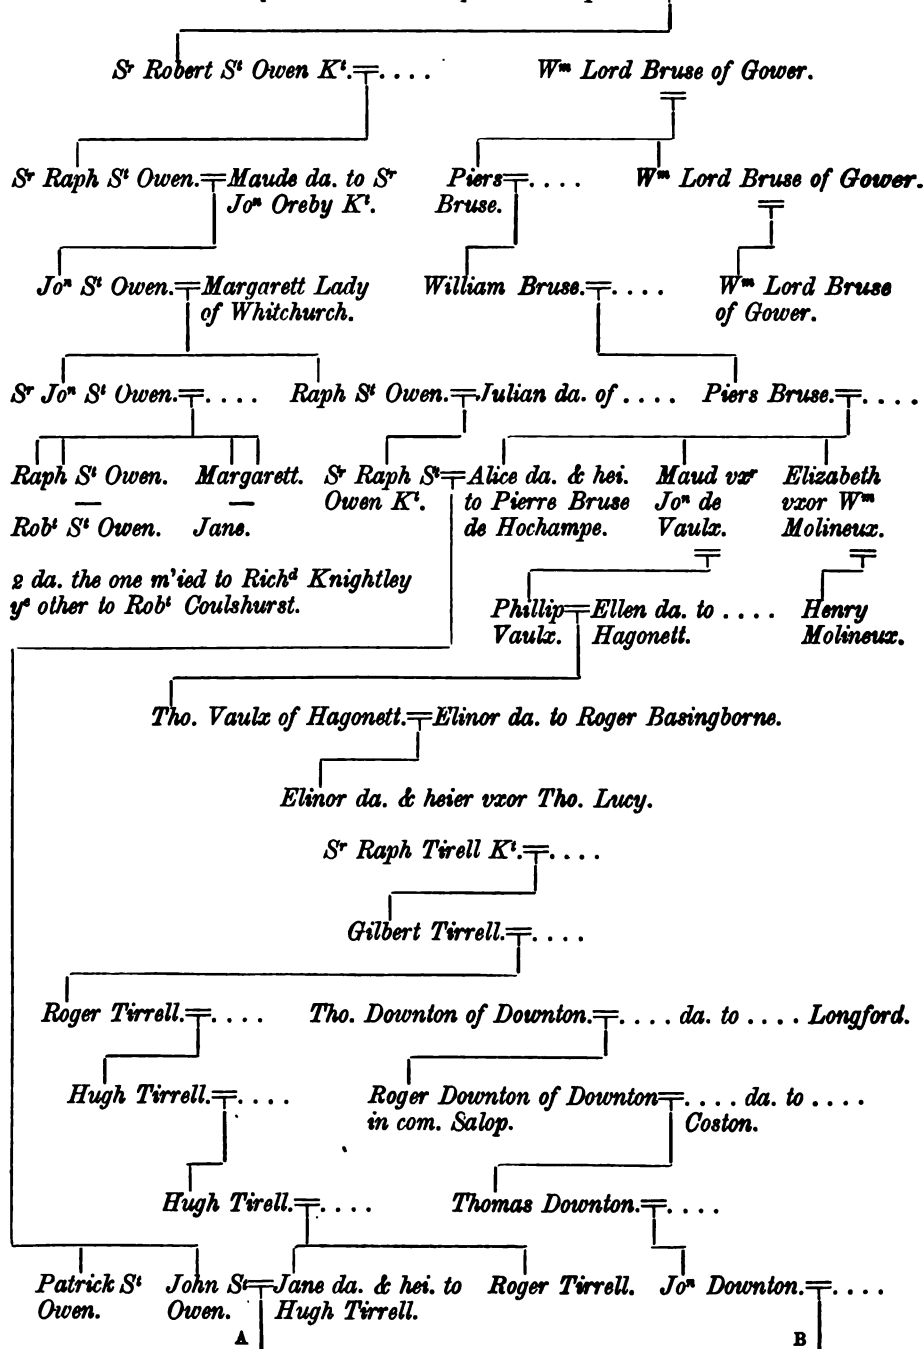 Sʳ Robert Sᵗ Owen Kᵗ. . . . . Wᵐ Lord Bruse of Gower.
Sʳ Raph Sᵗ Owen. Maude da. to Sʳ Piers . . . . Wᵐ Lord Bruse of Gower.
Joⁿ Oreby Kᵗ. Bruse.
Joⁿ Sᵗ Owen. Margarett Lady William Bruse. . . . . Wᵐ Lord Bruse
of Whitchurch. of Gower.
Sʳ Joⁿ Sᵗ Owen. . . . . Raph Sᵗ Owen. Julian da. of . . . . Piers Bruse. . . . .
Raph Sᵗ Owen. Margarett. Sʳ Raph Sᵗ Alice da. & hei. Maud vxʳ Elizabeth
Owen Kᵗ. to Pierre Bruse Joⁿ de vxor Wᵐ
Robᵗ Sᵗ Owen. Jane. de Hochampe. Vaulx. Molineux.
2 da. the one m'ied to Richᵈ Knightley
yᵉ other to Robᵗ Coulshurst. Phillip Ellen da. to . . . . Henry
Vaulx. Hagonett. Molineux.
Tho. Vaulx of Hagonett. Elinor da. to Roger Basingborne.
Elinor da. & heier vxor Tho. Lucy.
Sʳ Raph Tirell Kᵗ. . . . .
Gilbert Tirrell. . . . .
Roger Tirrell. . . . . Tho. Downton of Downton. . . . . da. to . . . . Longford.
Hugh Tirrell. . . . . Roger Downton of Downton . . . . da. to . . . .
in com. Salop. Coston.
Hugh Tirell. . . . . Thomas Downton. . . . .
Patrick Sᵗ John Sᵗ Jane da. & hei. to Roger Tirrell. Joⁿ Downton. . . . .
Owen. Owen. Hugh Tirrell.
A B